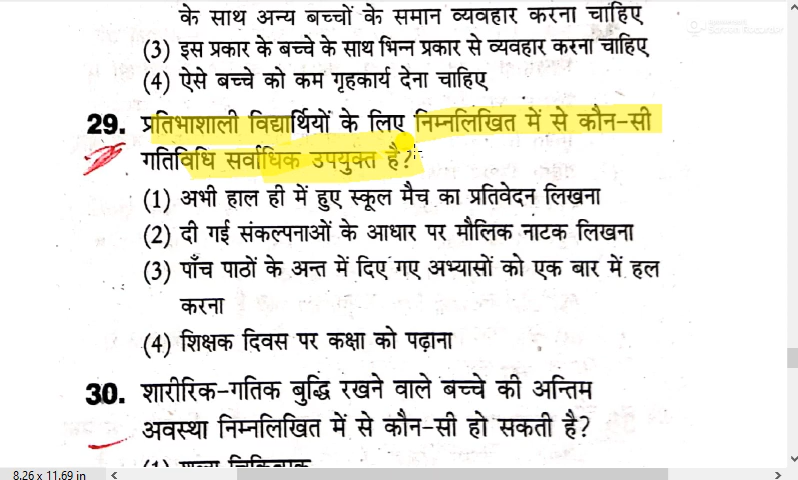 के साथ अन्य बच्चों के समान व्यवहार करना चाहिए
(3) इस प्रकार के बच्चे के साथ भिन्न प्रकार से व्यवहार करना चाहिए
(4) ऐसे बच्चे को कम गृहकार्य देना चाहिए
29. प्रतिभाशाली विद्यार्थियों के लिए निम्नलिखित में से कौन-सी
गतिविधि सर्वाधिक उपयुक्त है?
(1) अभी हाल ही में हुए स्कूल मैच का प्रतिवेदन लिखना
(2) दी गई संकल्पनाओं के आधार पर मौलिक नाटक लिखना
(3) पाँच पाठों के अन्त में दिए गए अभ्यासों को एक बार में हल
करना
(4) शिक्षक दिवस पर कक्षा को पढ़ाना
30. शारीरिक-गतिक बुद्धि रखने वाले बच्चे की अन्तिम
अवस्था निम्नलिखित में से कौन-सी हो सकती है?
8.26 x 11.69 in